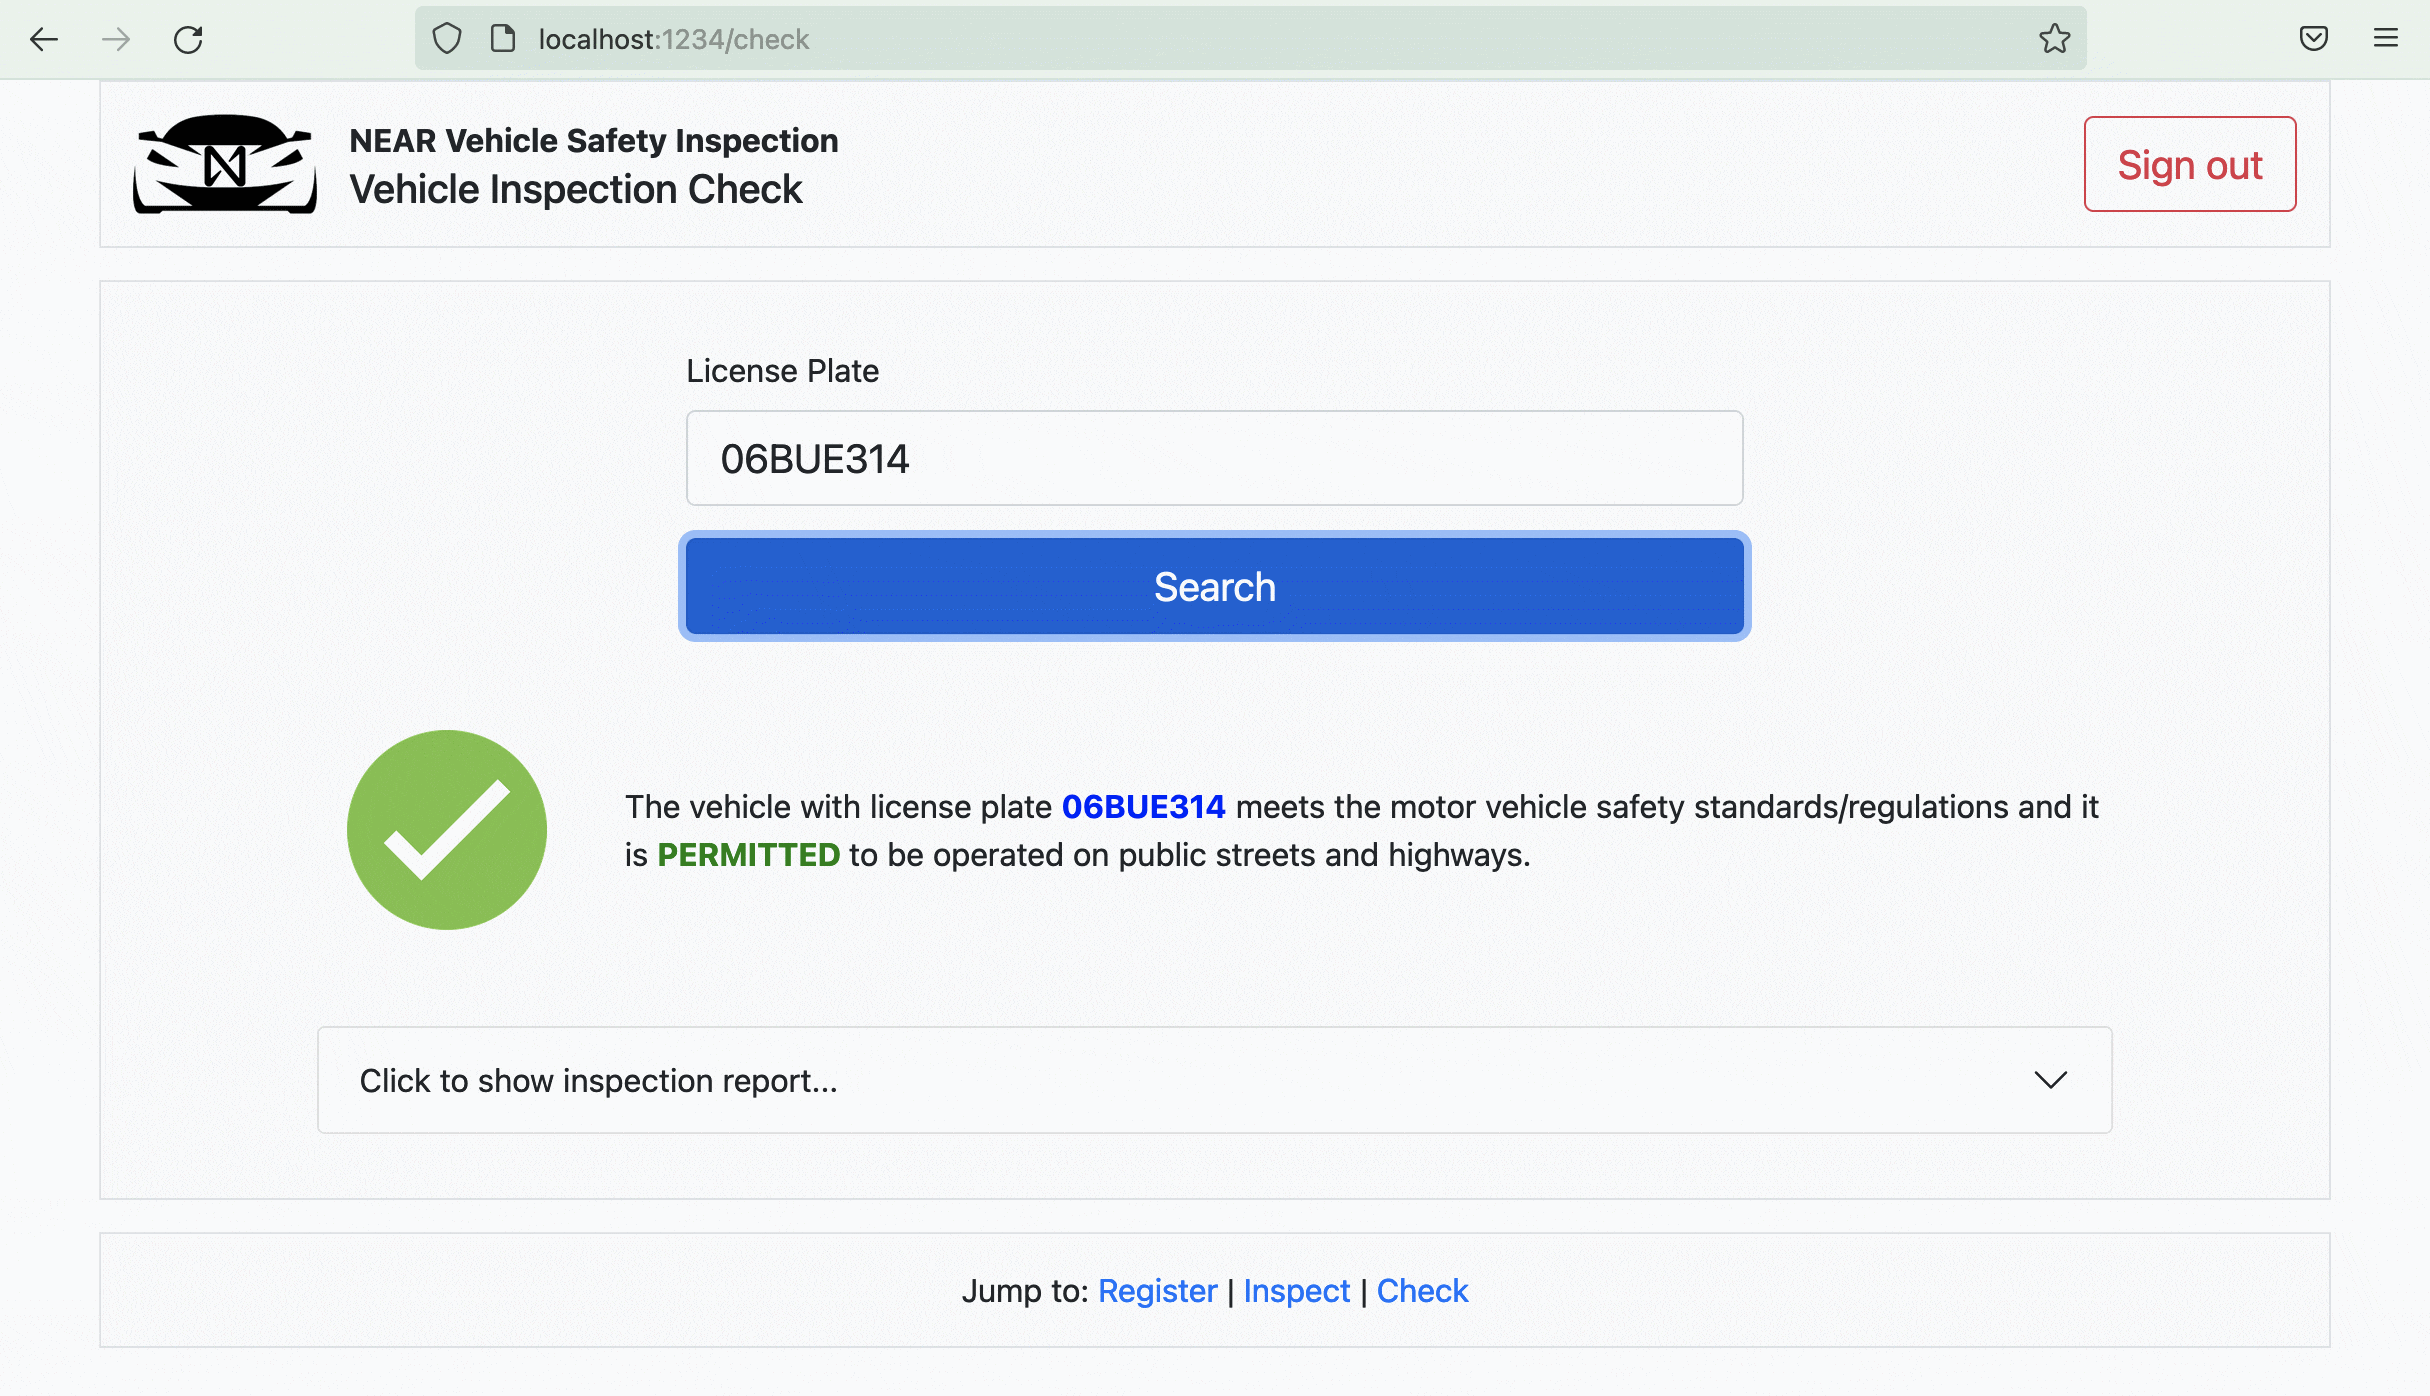 localhost:1234/check
NEAR Vehicle Safety Inspection
Vehicle Inspection Check
Sign out
License Plate
06BUE314
Search
The vehicle with license plate 06BUE314 meets the motor vehicle safety standards/regulations and it
is PERMITTED to be operated on public streets and highways.
Click to show inspection report...
Jump to: Register | Inspect | Check